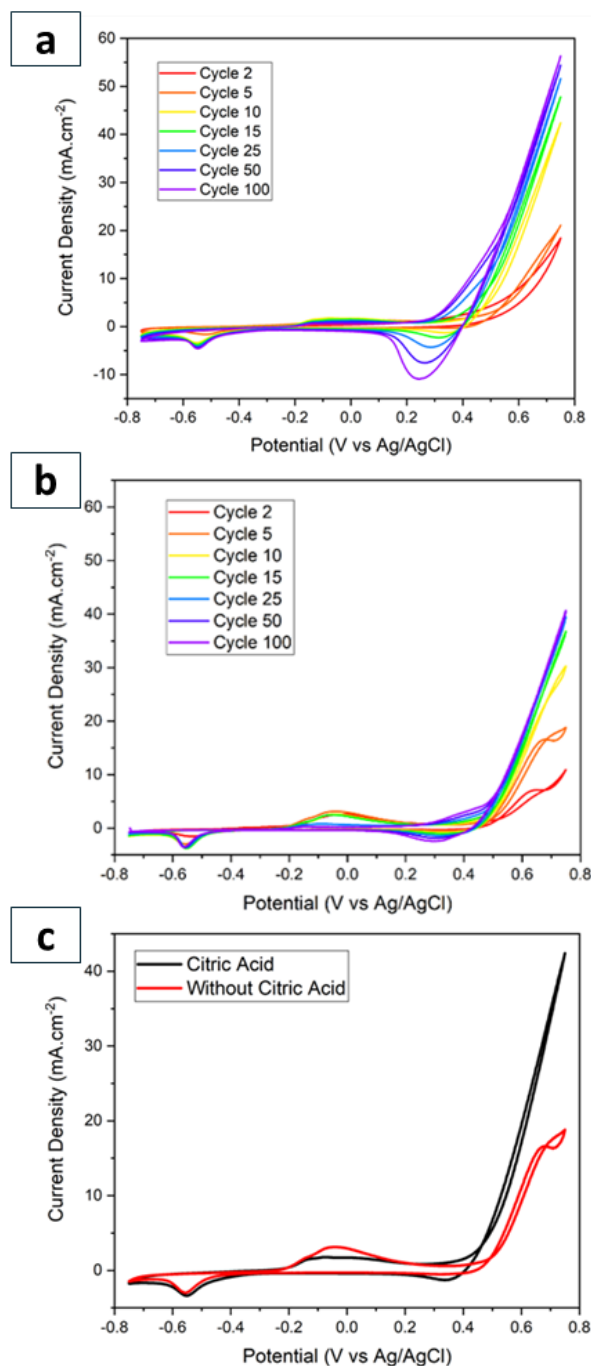 a
60
50
40
30
20
10
0
-10
Current Density (mA.cm-2)
Cycle 2
Cycle 5
Cycle 10
Cycle 15
Cycle 25
Cycle 50
Cycle 100
-0.8 -0.6 -0.4 -0.2 0.0 0.2 0.4 0.6 0.8
Potential (V vs Ag/AgCl)
b
60
50
40
30
20
10
0
Current Density (mA.cm-2)
Cycle 2
Cycle 5
Cycle 10
Cycle 15
Cycle 25
Cycle 50
Cycle 100
-0.8 -0.6 -0.4 -0.2 0.0 0.2 0.4 0.6 0.8
Potential (V vs Ag/AgCl)
c
40
30
20
10
0
Current Density (mA.cm-2)
Citric Acid
Without Citric Acid
-0.8 -0.6 -0.4 -0.2 0.0 0.2 0.4 0.6 0.8
Potential (V vs Ag/AgCl)